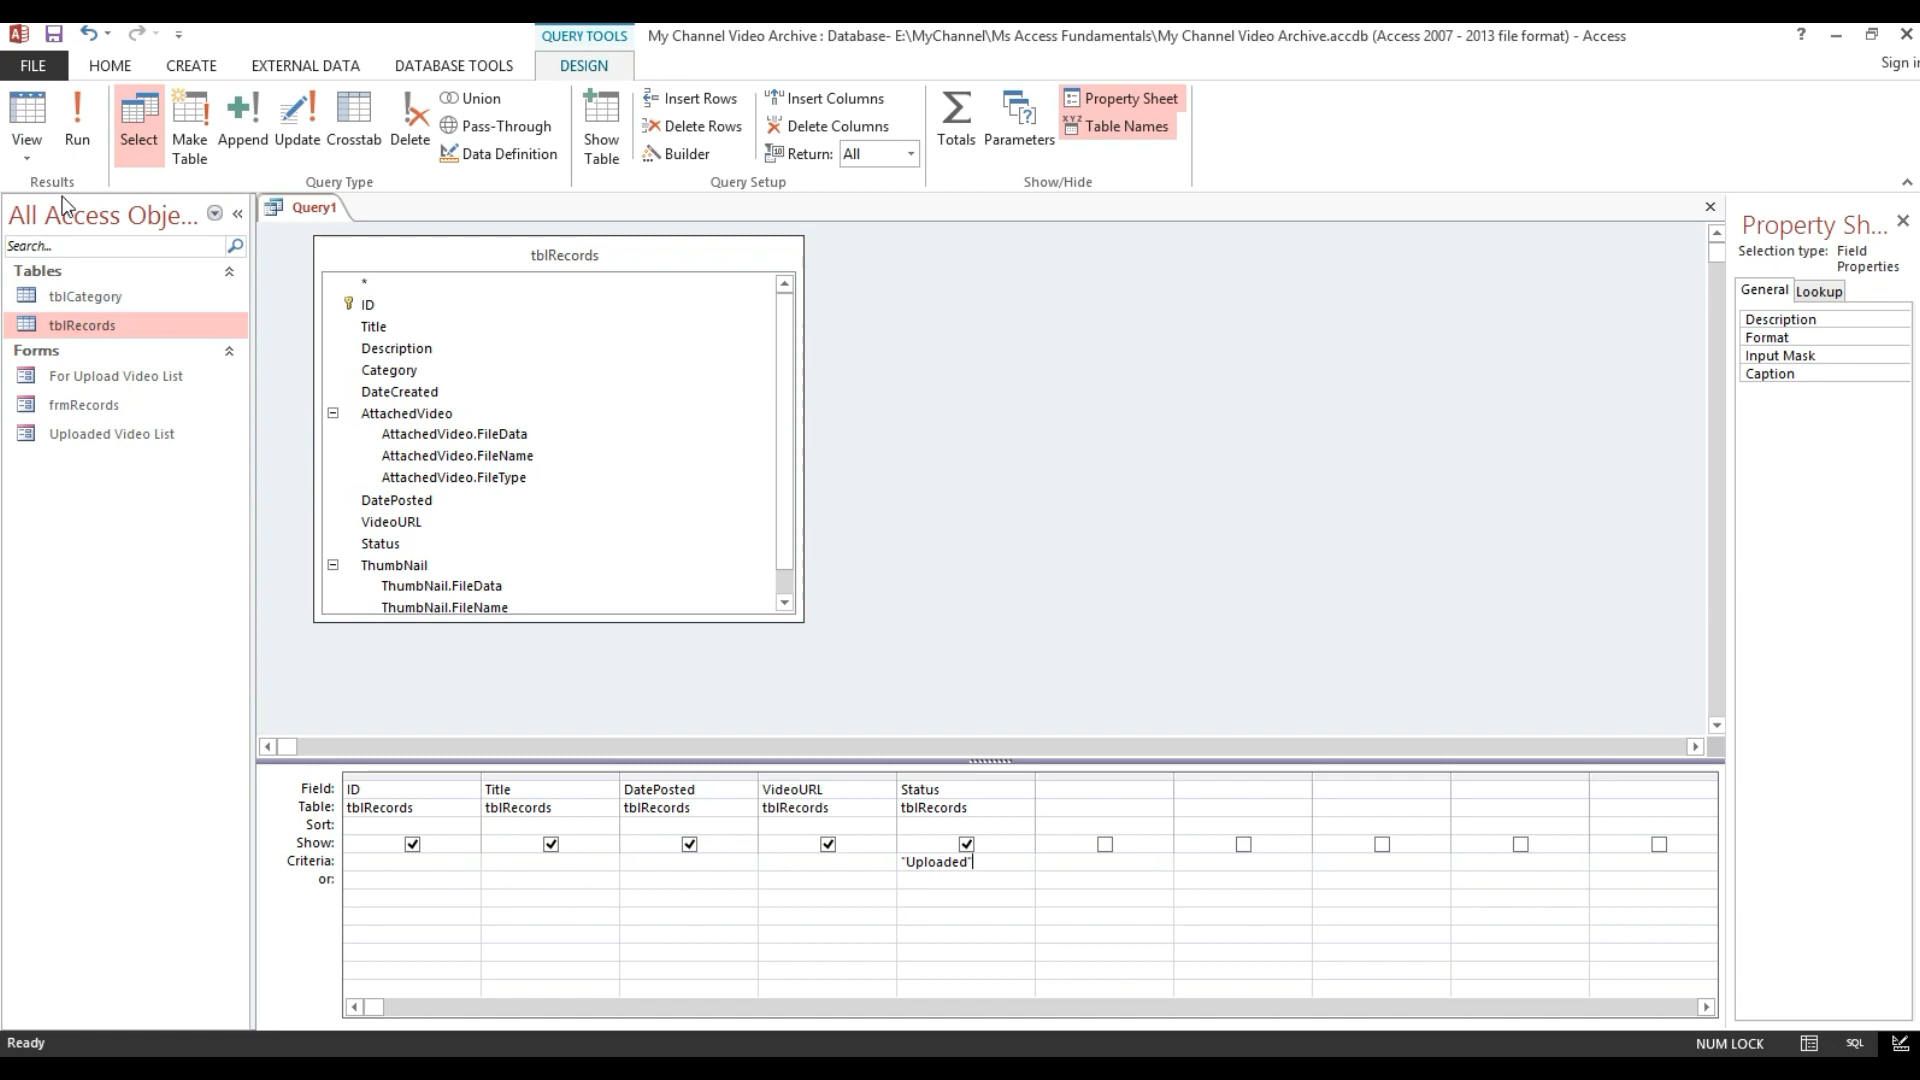 QUERY TOOLS
My Channel Video Archive : Database- E:\MyChannel\Ms Access Fundamentals\My Channel Video Archive.accdb (Access 2007 - 2013 file format) - Access
?
FILE HOME CREATE EXTERNAL DATA DATABASE TOOLS DESIGN
Sign in
View
Run
Select
Make
Table
Append
Update
Crosstab
Delete
Union
Pass-Through
Data Definition
Show
Table
Insert Rows
Delete Rows
Builder
Insert Columns
Delete Columns
Return: All
Totals
Parameters
Property Sheet
XYZ Table Names
Results
Query Type
Query Setup
Show/Hide
All Access Obje...
Search...
Tables
tblCategory
tblRecords
Forms
For Upload Video List
frmRecords
Uploaded Video List
Query1
tblRecords
*
ID
Title
Description
Category
DateCreated
AttachedVideo
AttachedVideo.FileData
AttachedVideo.FileName
AttachedVideo.FileType
DatePosted
VideoURL
Status
ThumbNail
ThumbNail.FileData
ThumbNail.FileName
Property Sh...
Selection type: Field
Properties
General Lookup
Description
Format
Input Mask
Caption
Field: ID Title DatePosted VideoURL Status
Table: tblRecords tblRecords tblRecords tblRecords tblRecords
Sort:
Show:
Criteria: "Uploaded"
or:
Ready
NUM LOCK
SQL